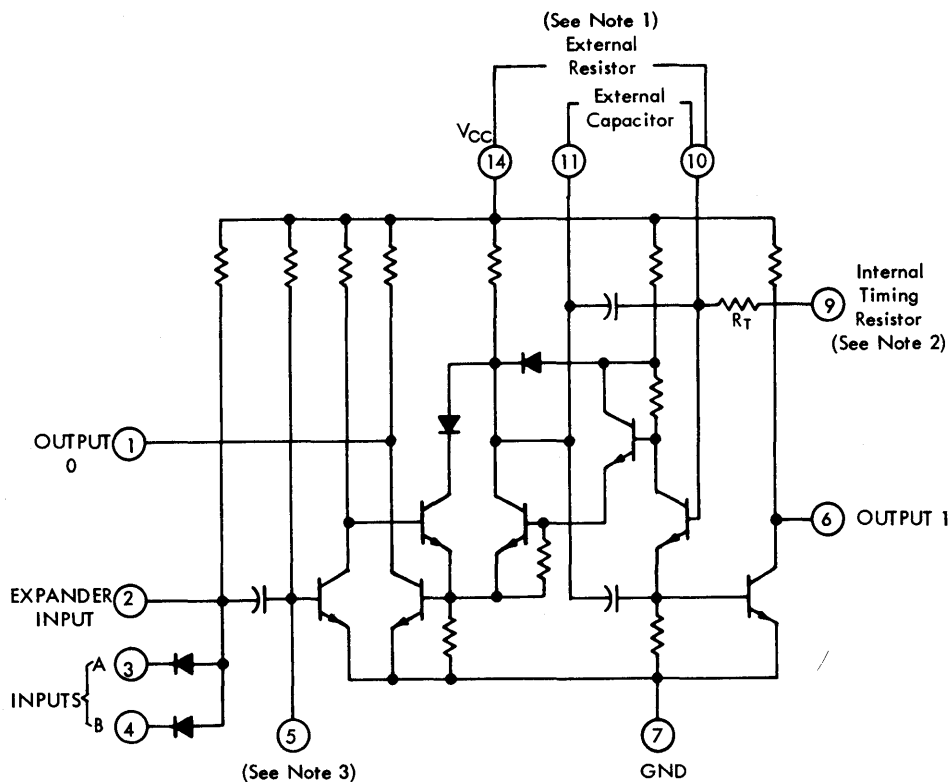 (See Note 1)
External
Resistor
External
Capacitor
VCC
14
11
10
9
Internal
Timing
Resistor
(See Note 2)
RT
OUTPUT
0
1
6
OUTPUT 1
EXPANDER
INPUT
2
INPUTS
A
3
B
4
5
(See Note 3)
7
GND